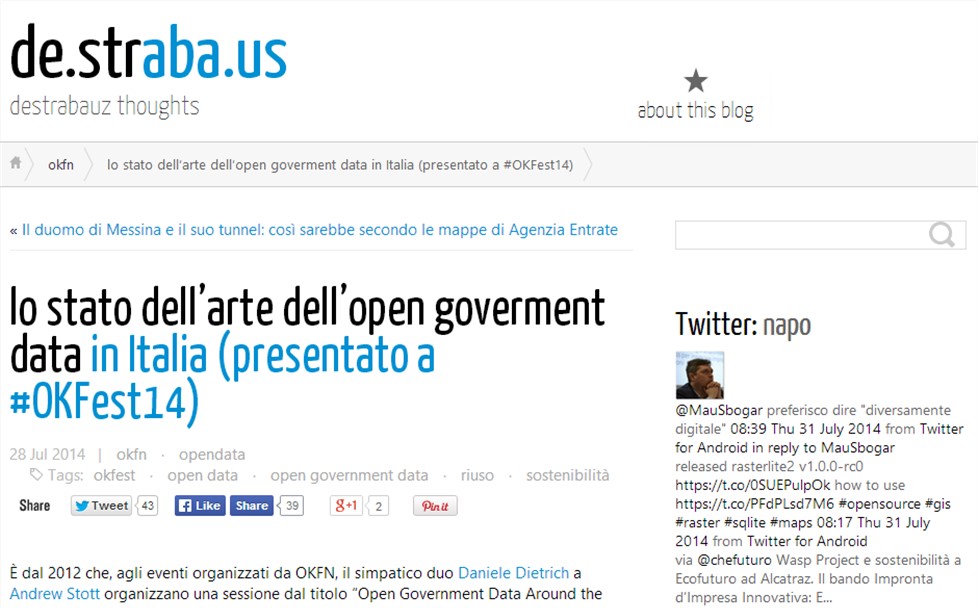 de.straba.us
destrabauz thoughts
about this blog
okfn
lo stato dell'arte dell'open goverment data in Italia (presentato a #OKFest14)
« Il duomo di Messina e il suo tunnel: così sarebbe secondo le mappe di Agenzia Entrate
lo stato dell'arte dell'open goverment
data in Italia (presentato a
#OKFest14)
28 Jul 2014 | okfn · opendata
Tags: okfest · open data · open government data · riuso · sostenibilità
Share Tweet 43 Like Share 39 g+1 2 Pin it
È dal 2012 che, agli eventi organizzati da OKFN, il simpatico duo Daniele Dietrich a
Andrew Stott organizzano una sessione dal titolo “Open Government Data Around the
Twitter: napo
@MauSbogar preferisco dire "diversamente
digitale" 08:39 Thu 31 July 2014 from Twitter
for Android in reply to MauSbogar
released rasterlite2 v1.0.0-rc0
https://t.co/0SUEPulpOk how to use
https://t.co/PFdPLsd7M6 #opensource #gis
#raster #sqlite #maps 08:17 Thu 31 July
2014 from Twitter for Android
via @chefuturo Wasp Project e sostenibilità a
Ecofuturo ad Alcatraz. Il bando Impronta
d'Impresa Innovativa: E...